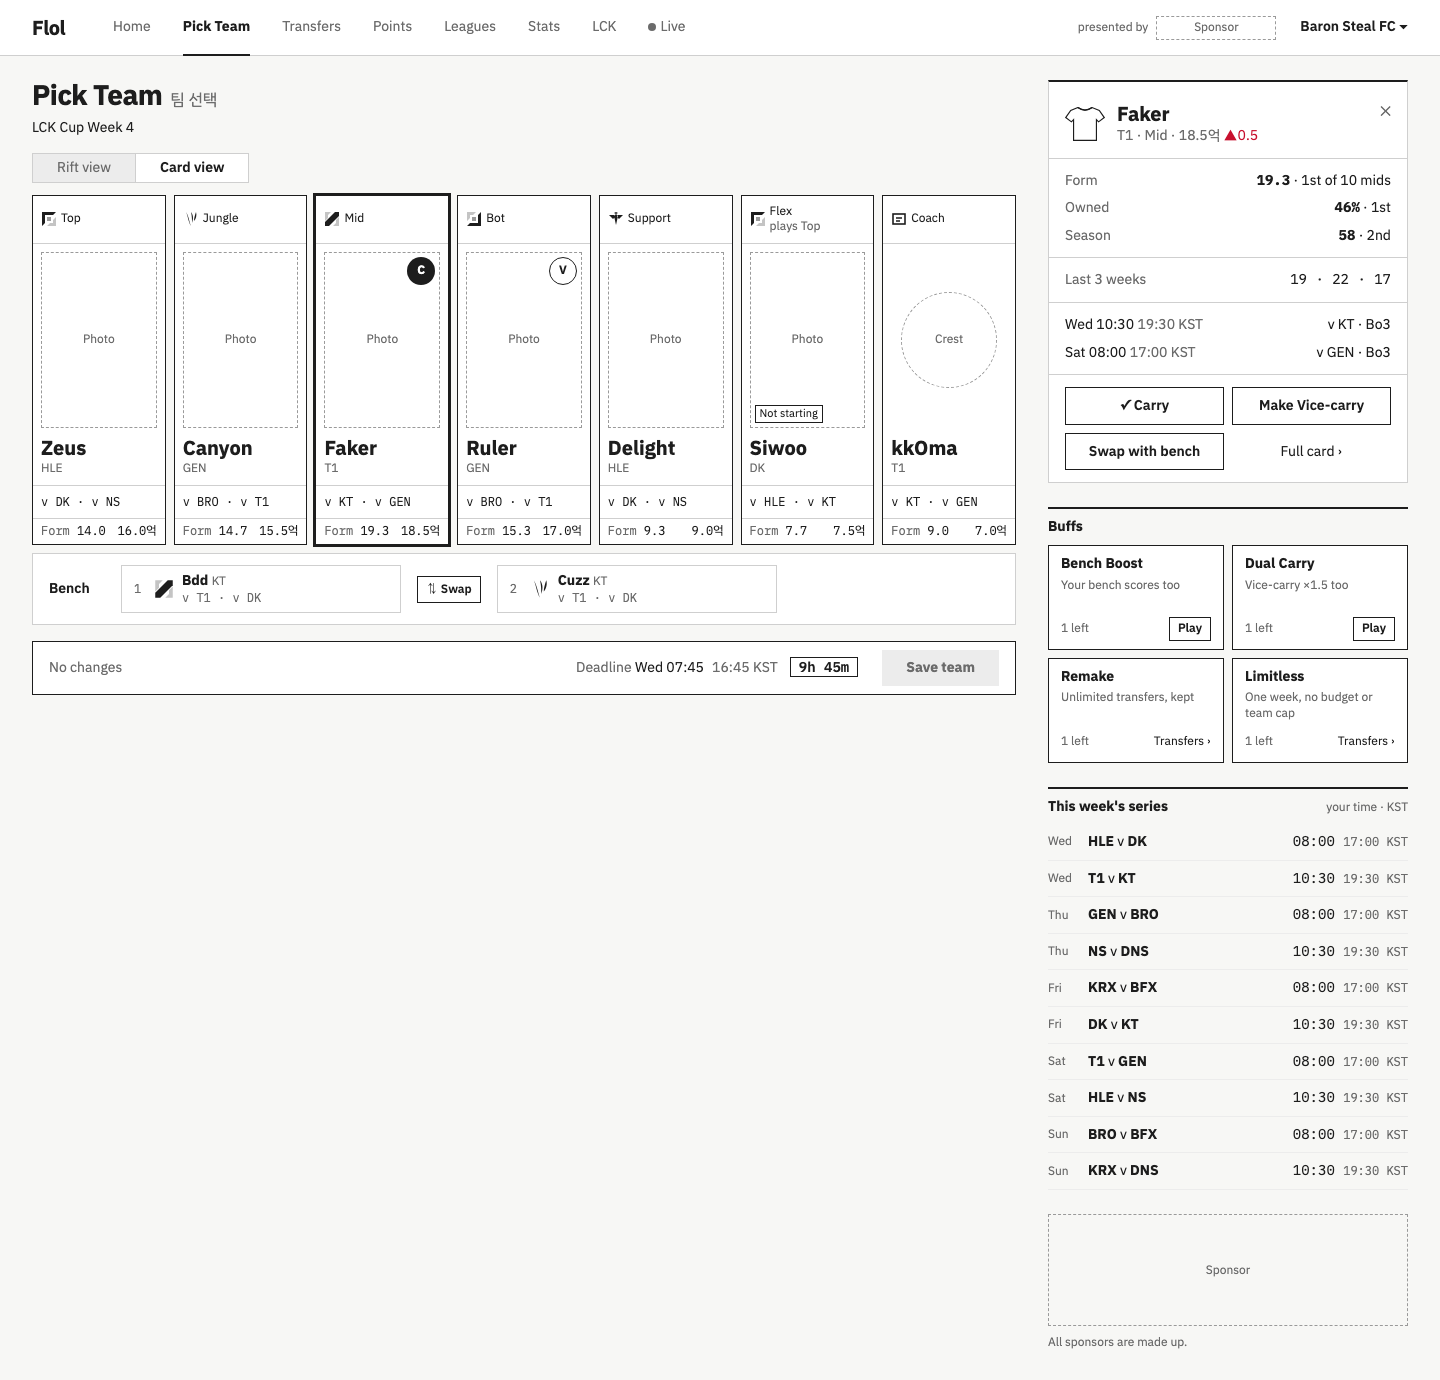 Flol
Home
Pick Team
Transfers
Points
Leagues
Stats
LCK
Live
presented by
Sponsor
Baron Steal FC
Pick Team 팀 선택
LCK Cup Week 4
Rift view
Card view
Top
Photo
Zeus
HLE
v DK · v NS
Form 14.0 16.0억
Jungle
Photo
Canyon
GEN
v BRO · v T1
Form 14.7 15.5억
Mid
C
Photo
Faker
T1
v KT · v GEN
Form 19.3 18.5억
Bot
V
Photo
Ruler
GEN
v BRO · v T1
Form 15.3 17.0억
Support
Photo
Delight
HLE
v DK · v NS
Form 9.3 9.0억
Flex
plays Top
Photo
Not starting
Siwoo
DK
v HLE · v KT
Form 7.7 7.5억
Coach
Crest
kkOma
T1
v KT · v GEN
Form 9.0 7.0억
Bench
1
Bdd KT
v T1 · v DK
⇅ Swap
2
Cuzz KT
v T1 · v DK
No changes
Deadline Wed 07:45 16:45 KST
9h 45m
Save team
Faker
T1 · Mid · 18.5억 ▲0.5
×
Form 19.3 · 1st of 10 mids
Owned 46% · 1st
Season 58 · 2nd
Last 3 weeks 19 · 22 · 17
Wed 10:30 19:30 KST v KT · Bo3
Sat 08:00 17:00 KST v GEN · Bo3
✓ Carry
Make Vice-carry
Swap with bench
Full card ›
Buffs
Bench Boost
Your bench scores too
1 left
Play
Dual Carry
Vice-carry ×1.5 too
1 left
Play
Remake
Unlimited transfers, kept
1 left
Transfers ›
Limitless
One week, no budget or
team cap
1 left
Transfers ›
This week's series
your time · KST
Wed HLE v DK 08:00 17:00 KST
Wed T1 v KT 10:30 19:30 KST
Thu GEN v BRO 08:00 17:00 KST
Thu NS v DNS 10:30 19:30 KST
Fri KRX v BFX 08:00 17:00 KST
Fri DK v KT 10:30 19:30 KST
Sat T1 v GEN 08:00 17:00 KST
Sat HLE v NS 10:30 19:30 KST
Sun BRO v BFX 08:00 17:00 KST
Sun KRX v DNS 10:30 19:30 KST
Sponsor
All sponsors are made up.